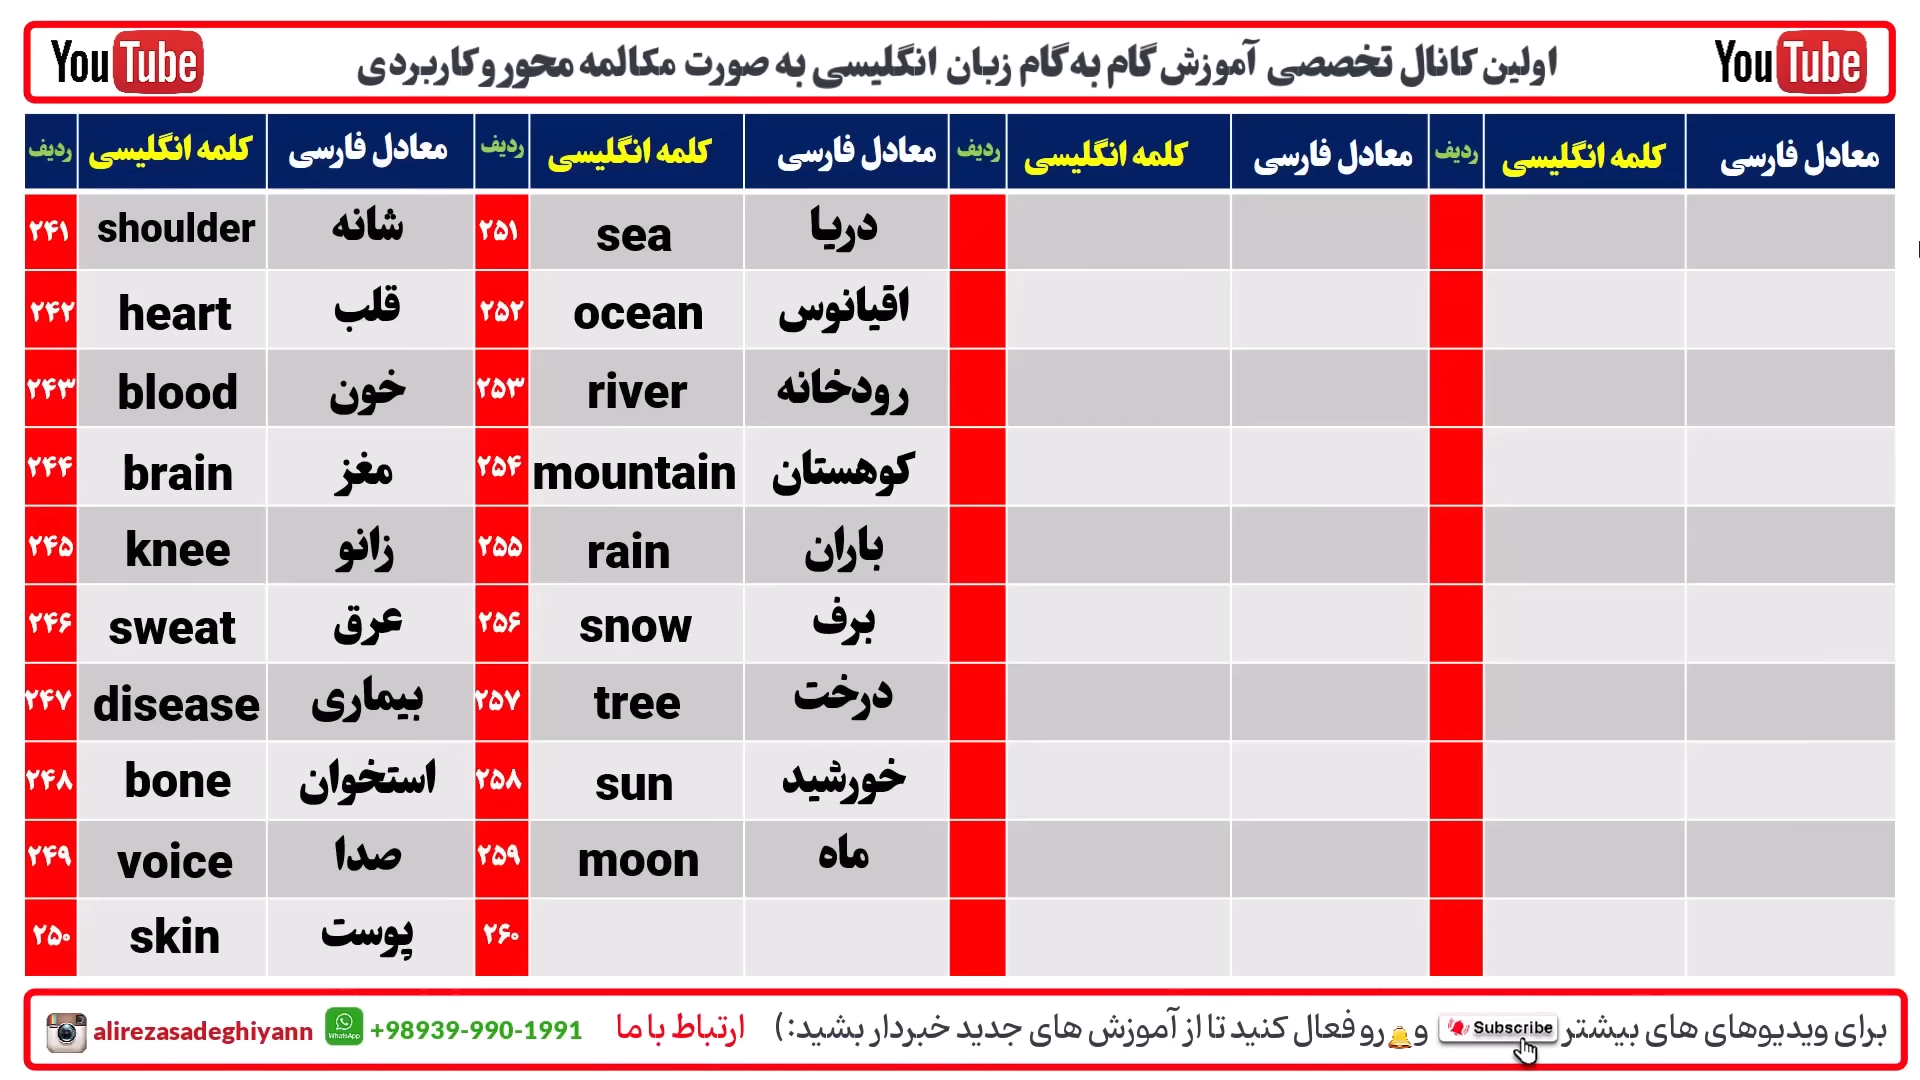 YouTube اولین کانال تخصصی آموزش گام به گام زبان انگلیسی به صورت مکالمه محور و کاربردی YouTube
ردیف کلمه انگلیسی معادل فارسی ردیف کلمه انگلیسی معادل فارسی ردیف کلمه انگلیسی معادل فارسی ردیف کلمه انگلیسی معادل فارسی
۲۴۱ shoulder شانه ۲۵۱ sea دریا
۲۴۲ heart قلب ۲۵۲ ocean اقیانوس
۲۴۳ blood خون ۲۵۳ river رودخانه
۲۴۴ brain مغز ۲۵۴ mountain کوهستان
۲۴۵ knee زانو ۲۵۵ rain باران
۲۴۶ sweat عرق ۲۵۶ snow برف
۲۴۷ disease بیماری ۲۵۷ tree درخت
۲۴۸ bone استخوان ۲۵۸ sun خورشید
۲۴۹ voice صدا ۲۵۹ moon ماه
۲۵۰ skin پوست ۲۶۰
برای ویدیوهای های بیشتر Subscribe و رو فعال کنید تا از آموزش های جدید خبردار بشید:) ارتباط با ما +98939-990-1991 WhatsApp alirezasadeghiyann